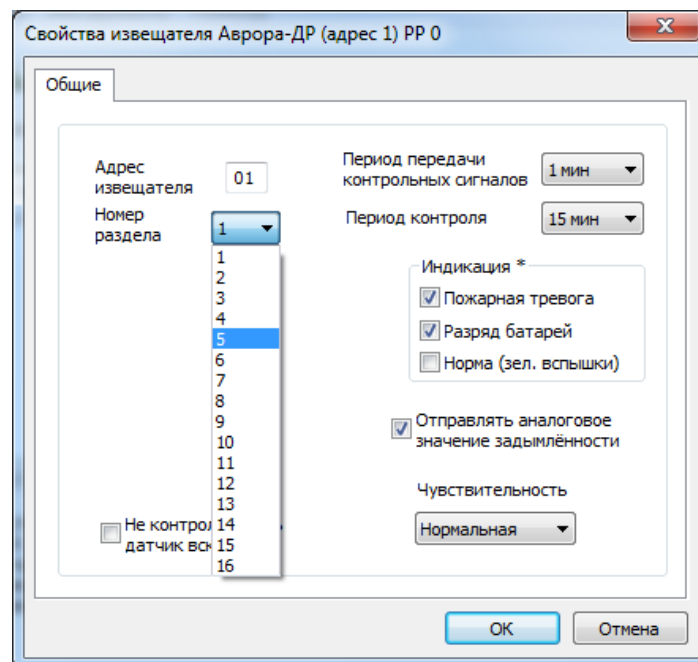 Свойства извещателя Аврора-ДР (адрес 1) РР 0
Общие
Адрес
извещателя
01
Период передачи
контрольных сигналов
1 мин
Номер
раздела
1
Период контроля
15 мин
1
2
3
4
5
6
7
8
9
10
11
12
13
14
15
16
Индикация *
Пожарная тревога
Разряд батарей
Норма (зел. вспышки)
Отправлять аналоговое
значение задымлённости
Чувствительность
Нормальная
Не
датчик
OK
Отмена